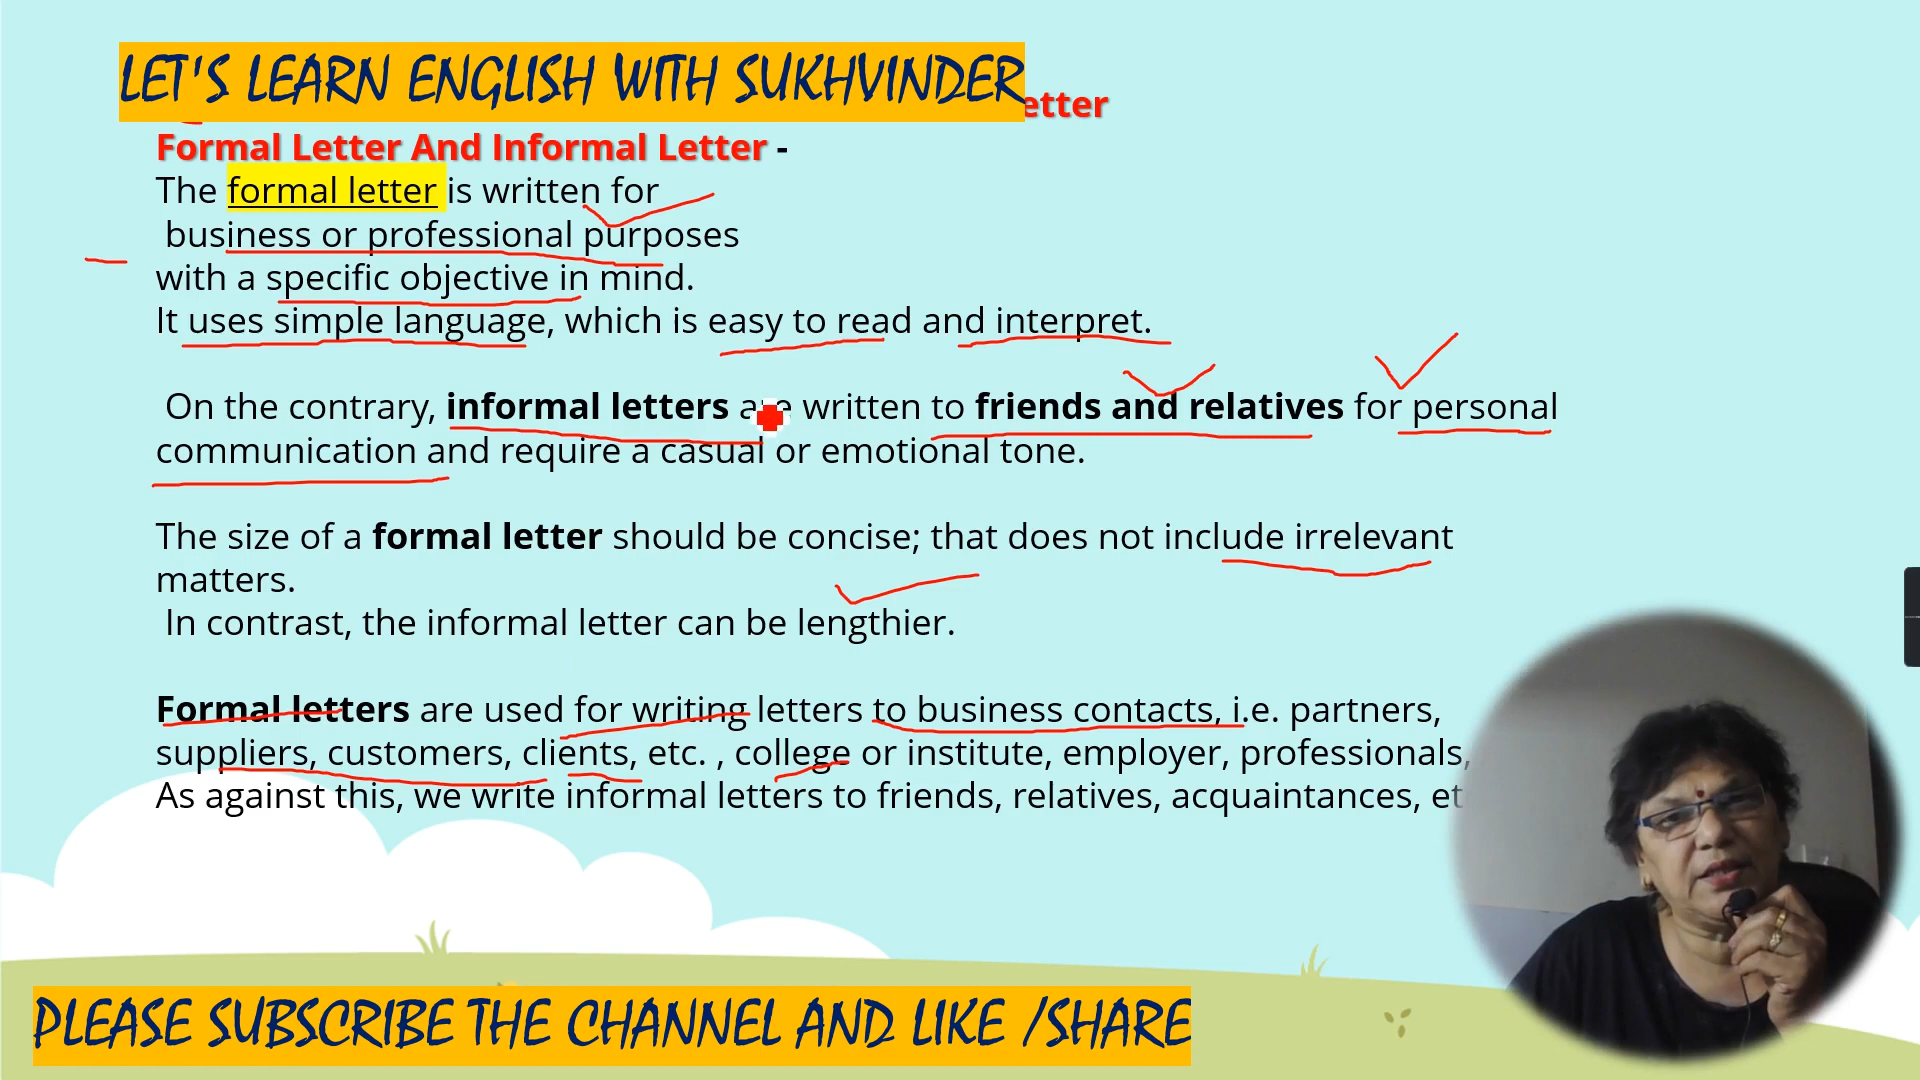 LET'S LEARN ENGLISH WITH SUKHVINDER
etter
Formal Letter And Informal Letter -
The formal letter is written for
business or professional purposes
with a specific objective in mind.
It uses simple language, which is easy to read and interpret.
On the contrary, informal letters are written to friends and relatives for personal
communication and require a casual or emotional tone.
The size of a formal letter should be concise; that does not include irrelevant
matters.
In contrast, the informal letter can be lengthier.
Formal letters are used for writing letters to business contacts, i.e. partners,
suppliers, customers, clients, etc. , college or institute, employer, professionals,
As against this, we write informal letters to friends, relatives, acquaintances, et
PLEASE SUBSCRIBE THE CHANNEL AND LIKE /SHARE